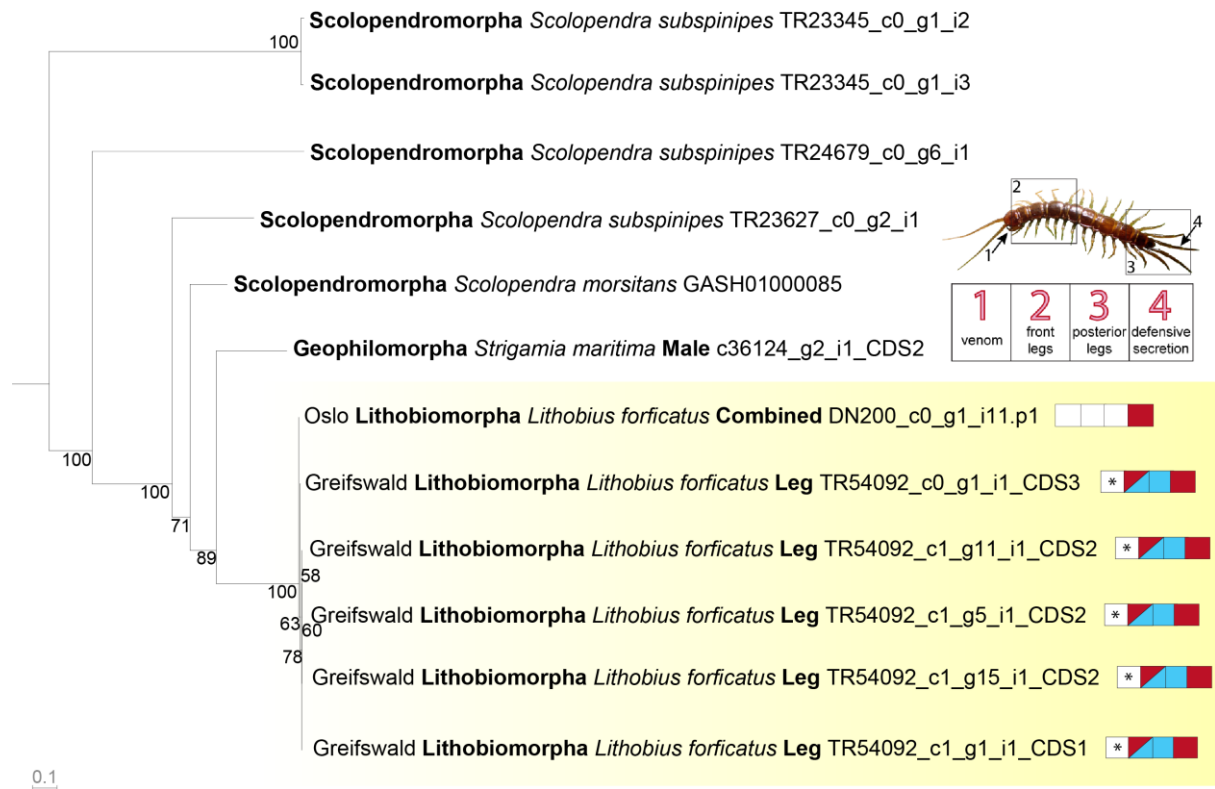 Scolopendromorpha Scolopendra subspinipes TR23345_c0_g1_i2
100
Scolopendromorpha Scolopendra subspinipes TR23345_c0_g1_i3
Scolopendromorpha Scolopendra subspinipes TR24679_c0_g6_i1
2
4
Scolopendromorpha Scolopendra subspinipes TR23627_c0_g2_i1
1
3
Scolopendromorpha Scolopendra morsitans GASH01000085
1 2 3 4
venom front legs posterior legs defensive secretion
Geophilomorpha Strigamia maritima Male c36124_g2_i1_CDS2
Oslo Lithobiomorpha Lithobius forficatus Combined DN200_c0_g1_i11.p1
100
Greifswald Lithobiomorpha Lithobius forficatus Leg TR54092_c0_g1_i1_CDS3 *
100
71
Greifswald Lithobiomorpha Lithobius forficatus Leg TR54092_c1_g11_i1_CDS2 *
89
58
100
Greifswald Lithobiomorpha Lithobius forficatus Leg TR54092_c1_g5_i1_CDS2 *
63
60
78
Greifswald Lithobiomorpha Lithobius forficatus Leg TR54092_c1_g15_i1_CDS2 *
Greifswald Lithobiomorpha Lithobius forficatus Leg TR54092_c1_g1_i1_CDS1 *
0.1